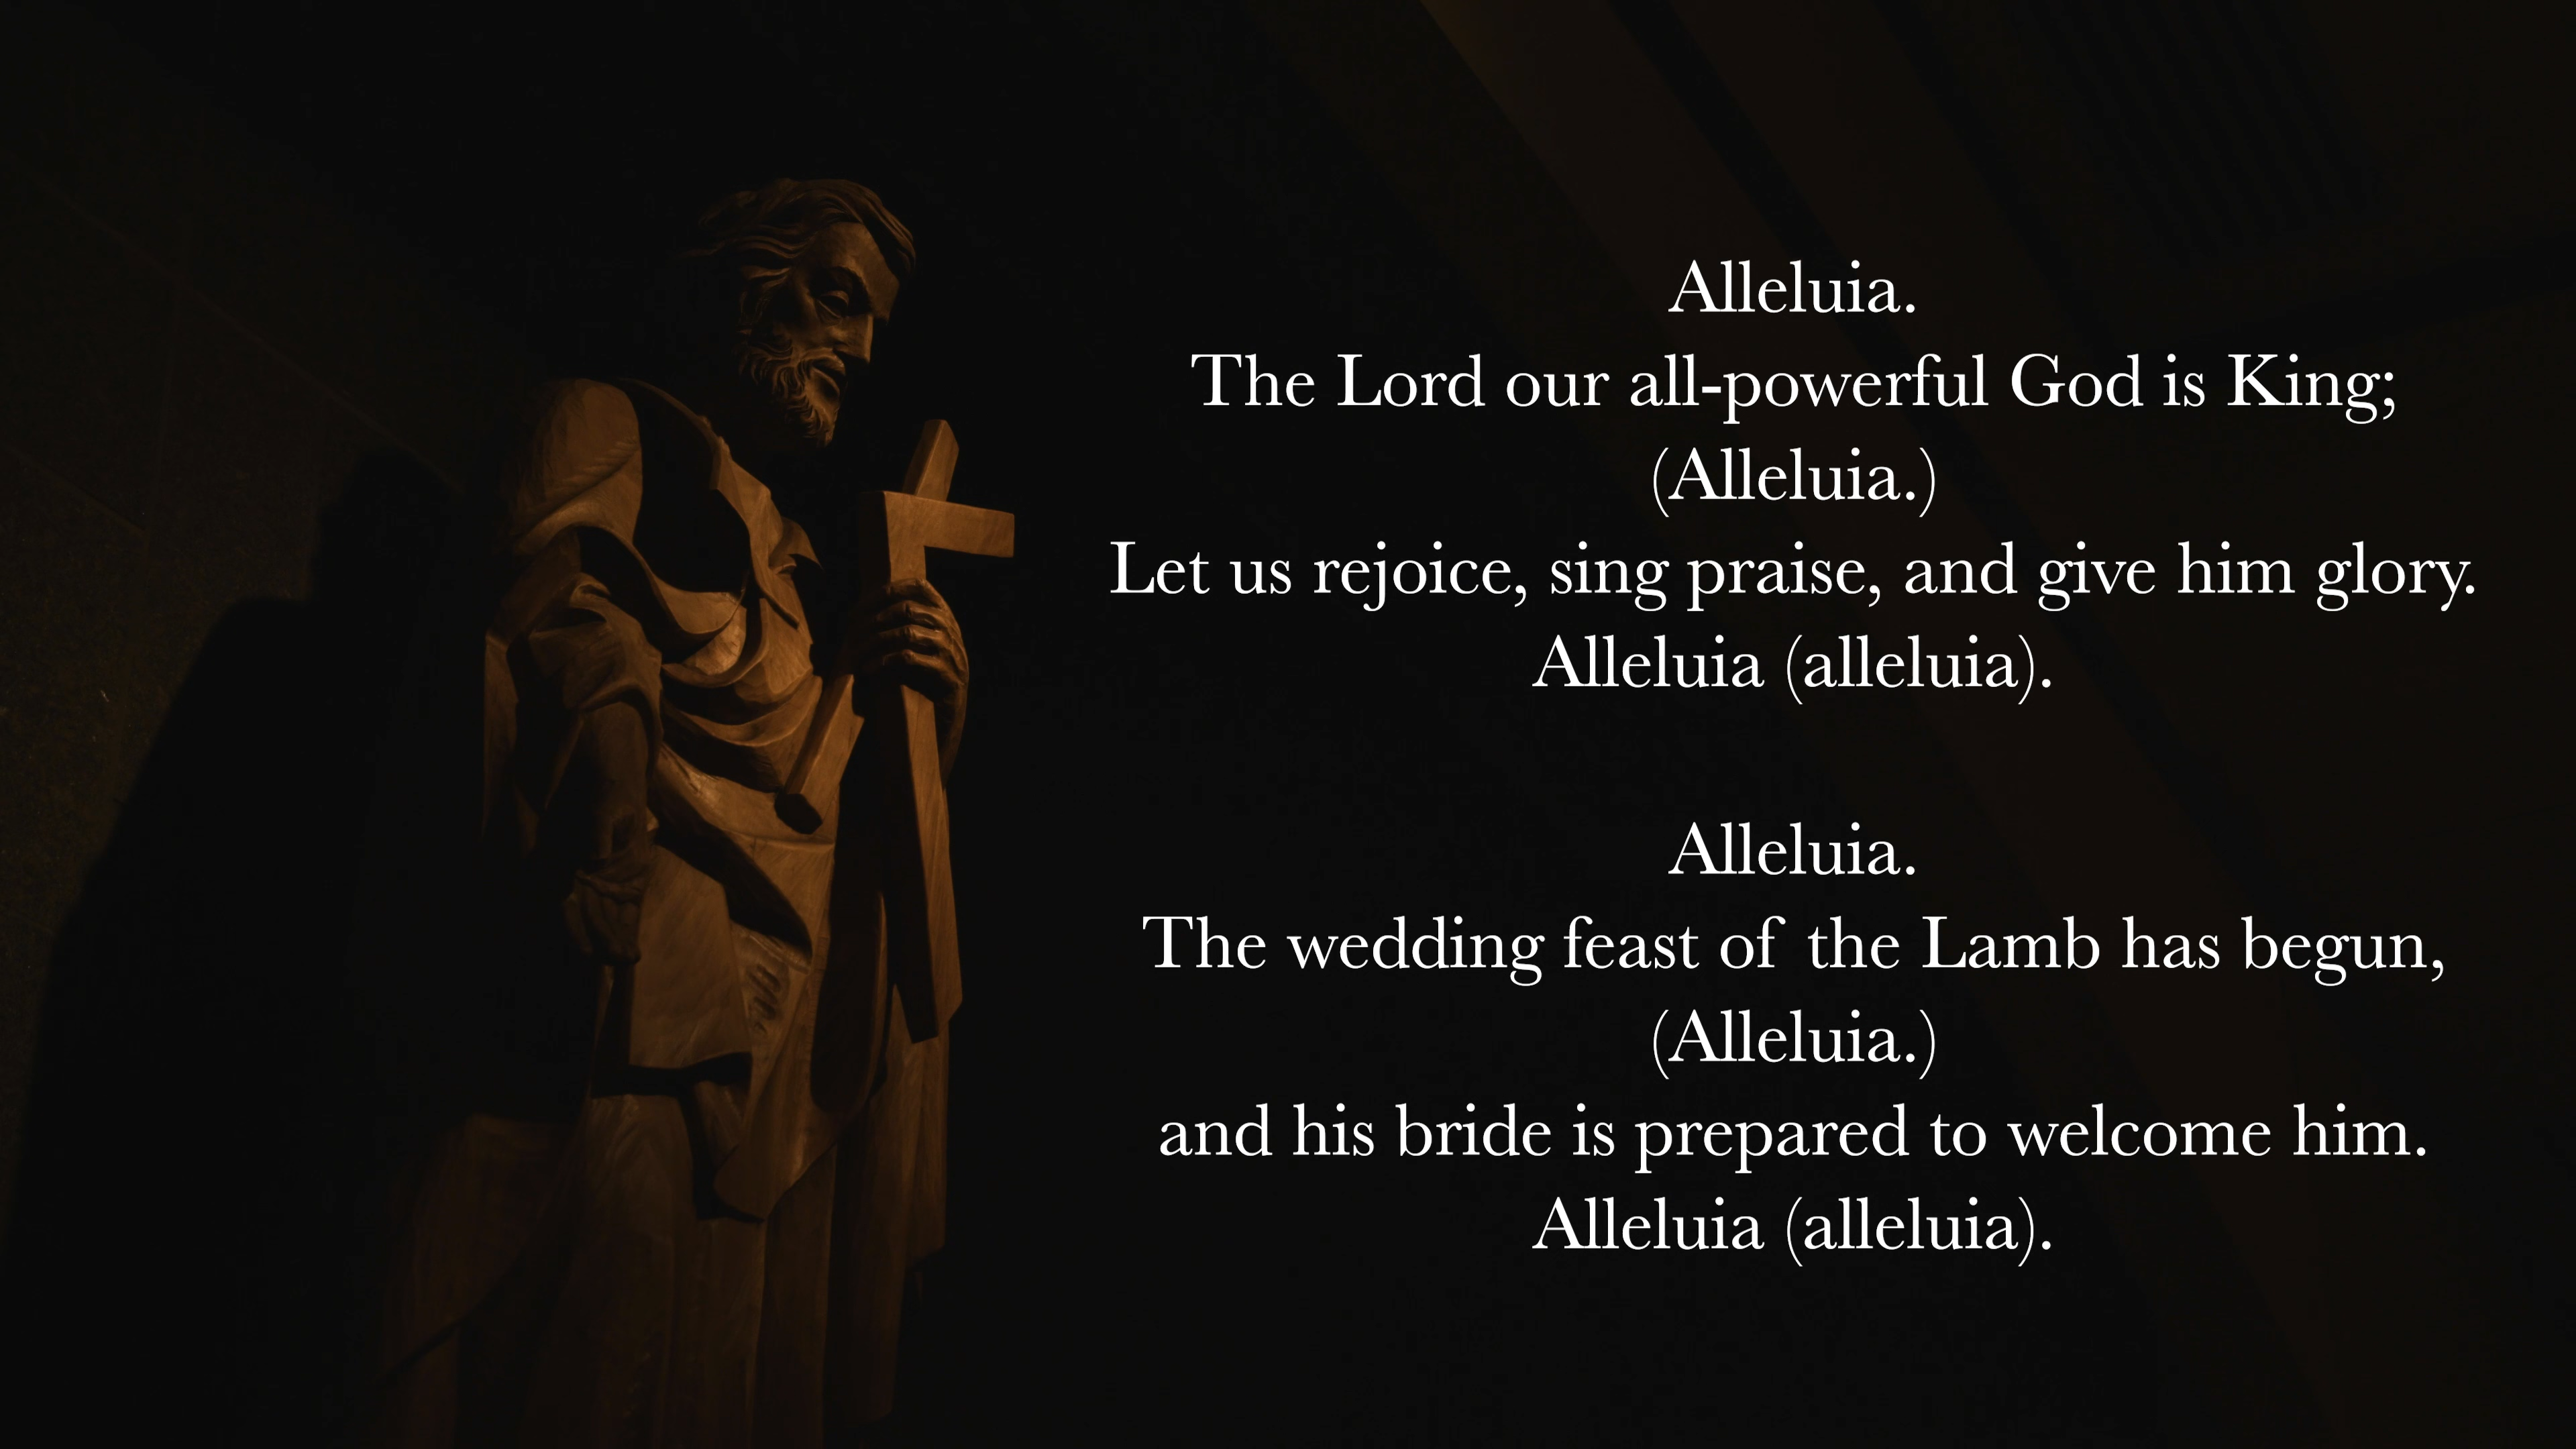 Alleluia.
The Lord our all-powerful God is King;
(Alleluia.)
Let us rejoice, sing praise, and give him glory.
Alleluia (alleluia).
Alleluia.
The wedding feast of the Lamb has begun,
(Alleluia.)
and his bride is prepared to welcome him.
Alleluia (alleluia).